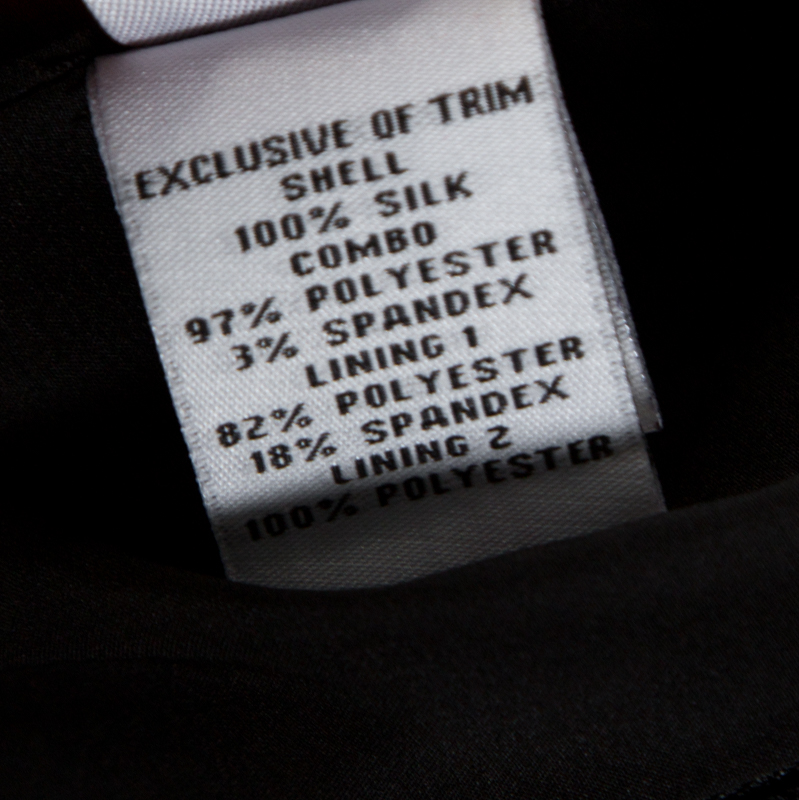 EXCLUSIVE OF TRIM
SHELL
100% SILK
COMBO
97% POLYESTER
3% SPANDEX
LINING 1
82% POLYESTER
18% SPANDEX
LINING 2
100% POLYESTER